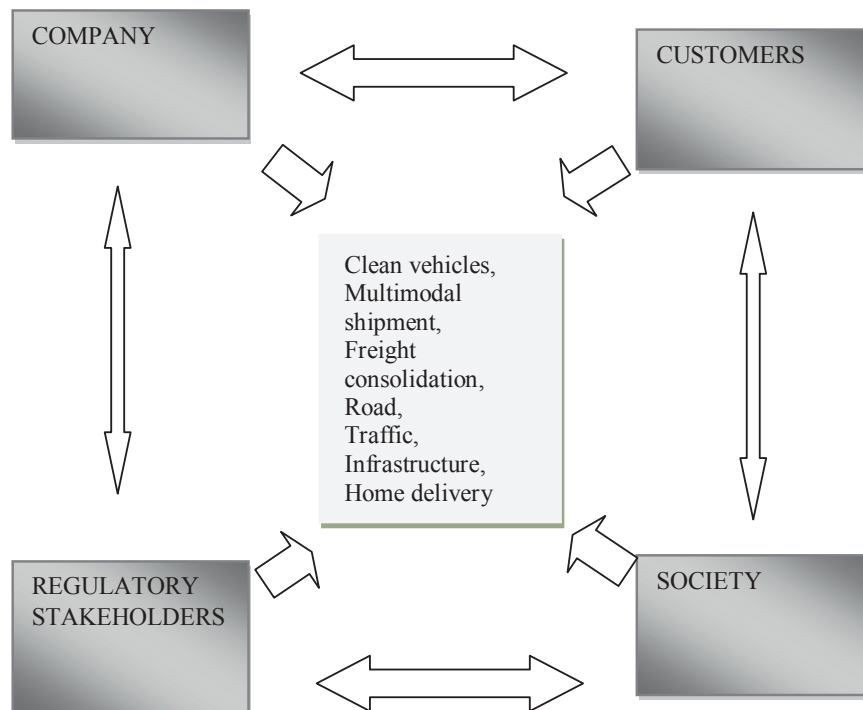 COMPANY
CUSTOMERS
Clean vehicles,
Multimodal
shipment,
Freight
consolidation,
Road,
Traffic,
Infrastructure,
Home delivery
REGULATORY
STAKEHOLDERS
SOCIETY